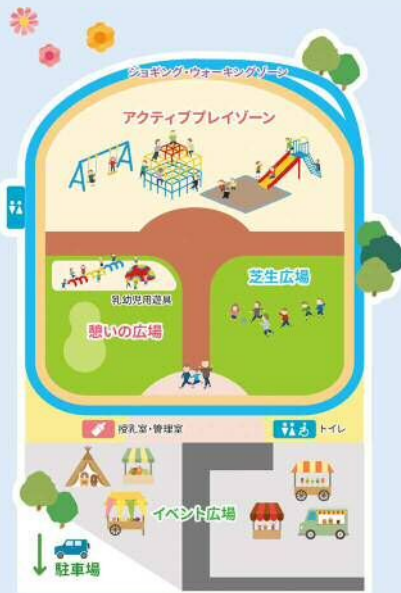 ジョギング・ウォーキングゾーン
アクティブプレイゾーン
乳幼児用遊具
芝生広場
憩いの広場
授乳室・管理室
トイレ
イベント広場
駐車場